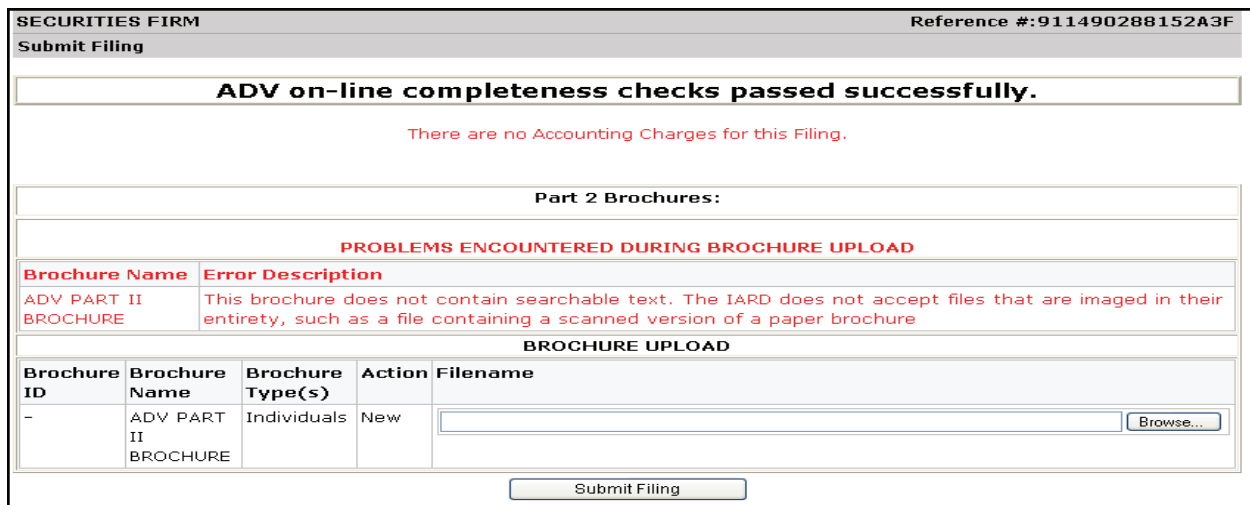 SECURITIES FIRM Reference #:911490288152A3F
Submit Filing
ADV on-line completeness checks passed successfully.
There are no Accounting Charges for this Filing.
Part 2 Brochures:
PROBLEMS ENCOUNTERED DURING BROCHURE UPLOAD
Brochure Name Error Description
ADV PART II BROCHURE This brochure does not contain searchable text. The IARD does not accept files that are imaged in their
entirety, such as a file containing a scanned version of a paper brochure
BROCHURE UPLOAD
Brochure ID Brochure Name Brochure Type(s) Action Filename
- ADV PART II BROCHURE Individuals New Browse...
Submit Filing